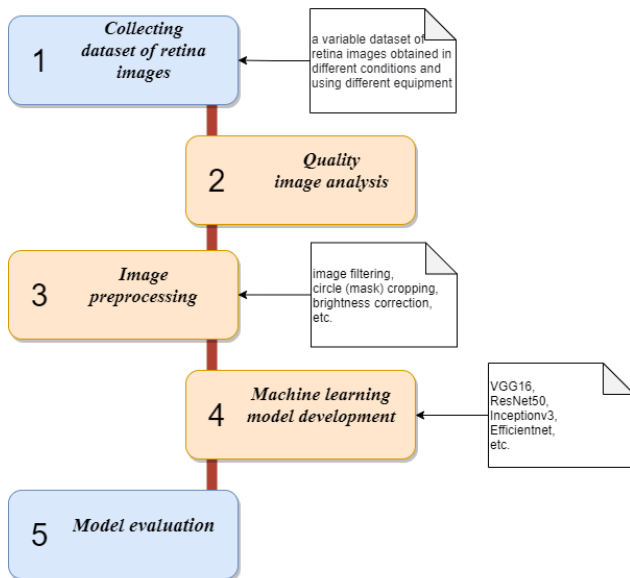 1
Collecting
dataset of retina
images
a variable dataset of
retina images obtained in
different conditions and
using different equipment
2
Quality
image analysis
3
Image
preprocessing
image filtering,
circle (mask) cropping,
brightness correction,
etc.
4
Machine learning
model development
VGG16,
ResNet50,
Inceptionv3,
Efficientnet,
etc.
5
Model evaluation